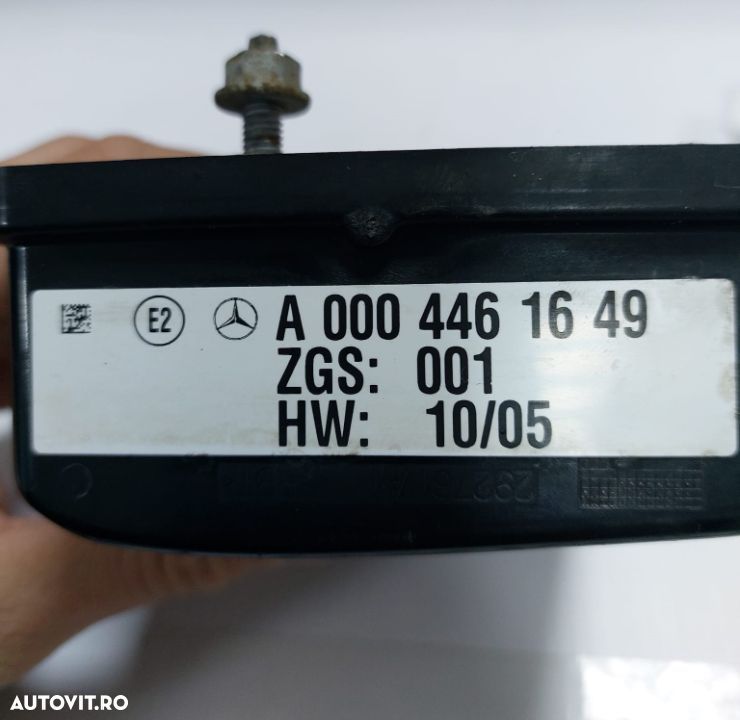 E2 A 000 446 16 49
ZGS: 001
HW: 10/05
AUTOVIT.RO